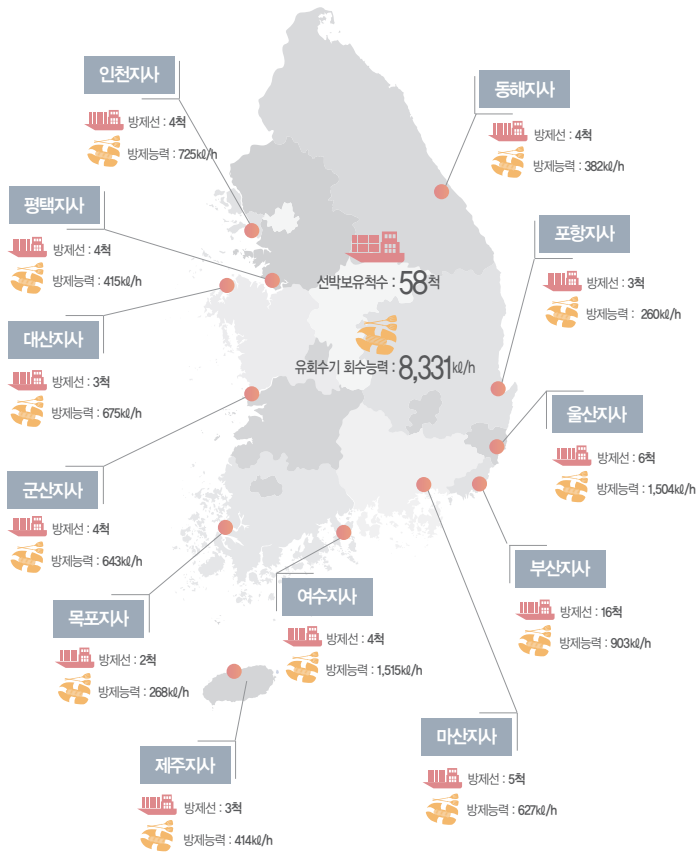 인천지사
방제선 : 4척
방제능력 : 725kℓ/h
동해지사
방제선 : 4척
방제능력 : 382kℓ/h
평택지사
방제선 : 4척
방제능력 : 415kℓ/h
포항지사
방제선 : 3척
방제능력 : 260kℓ/h
선박보유척수 : 58척
유회수기 회수능력 : 8,331kℓ/h
대산지사
방제선 : 3척
방제능력 : 675kℓ/h
울산지사
방제선 : 6척
방제능력 : 1,504kℓ/h
군산지사
방제선 : 4척
방제능력 : 643kℓ/h
부산지사
방제선 : 16척
방제능력 : 903kℓ/h
여수지사
방제선 : 4척
방제능력 : 1,515kℓ/h
목포지사
방제선 : 2척
방제능력 : 268kℓ/h
마산지사
방제선 : 5척
방제능력 : 627kℓ/h
제주지사
방제선 : 3척
방제능력 : 414kℓ/h